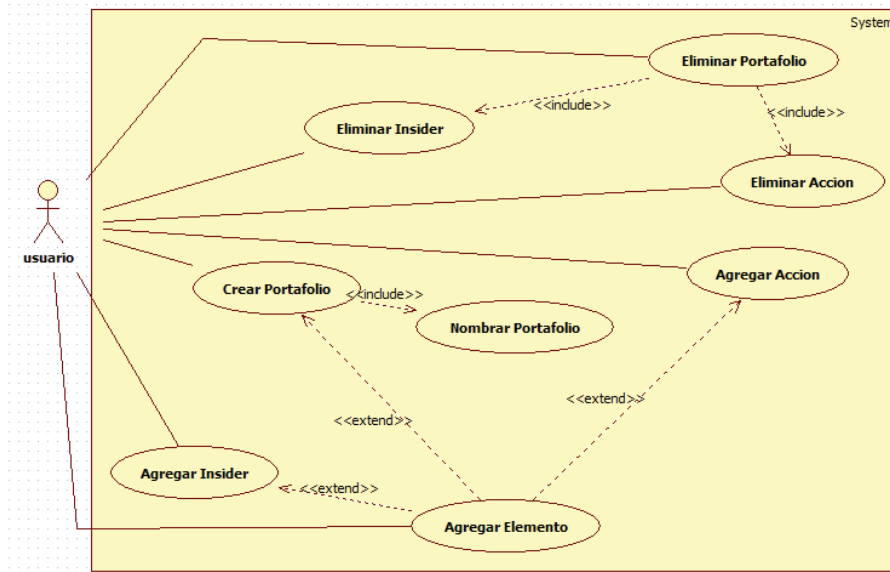 System
Eliminar Portafolio
<<include>>
Eliminar Insider
<<include>>
Eliminar Accion
usuario
Agregar Accion
Crear Portafolio
<<include>>
Nombrar Portafolio
<<extend>>
<<extend>>
Agregar Insider
<<extend>>
Agregar Elemento